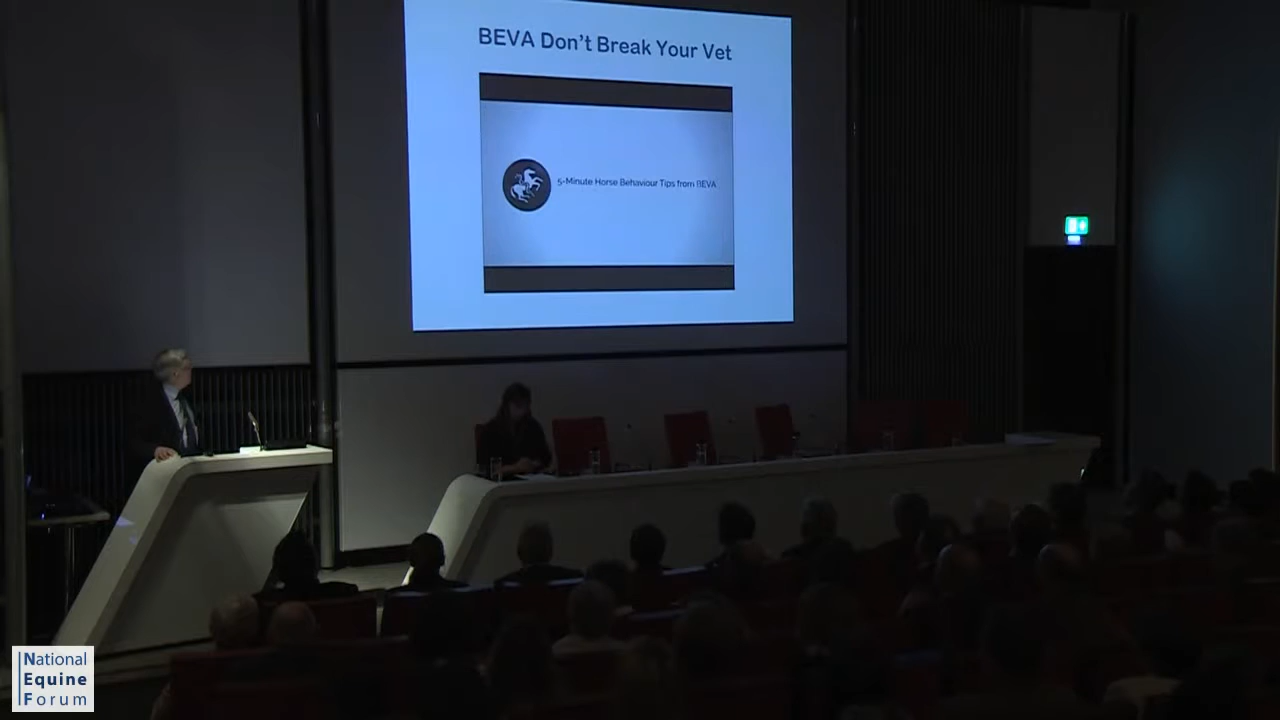 BEVA Don't Break Your Vet
5-Minute Horse Behaviour Tips from BEVA
National
Equine
Forum